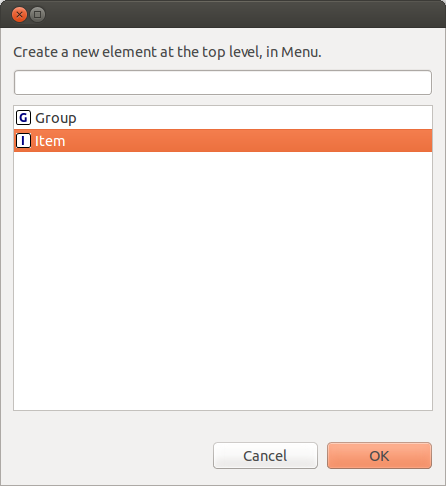 Create a new element at the top level, in Menu.
G Group
I Item
Cancel OK